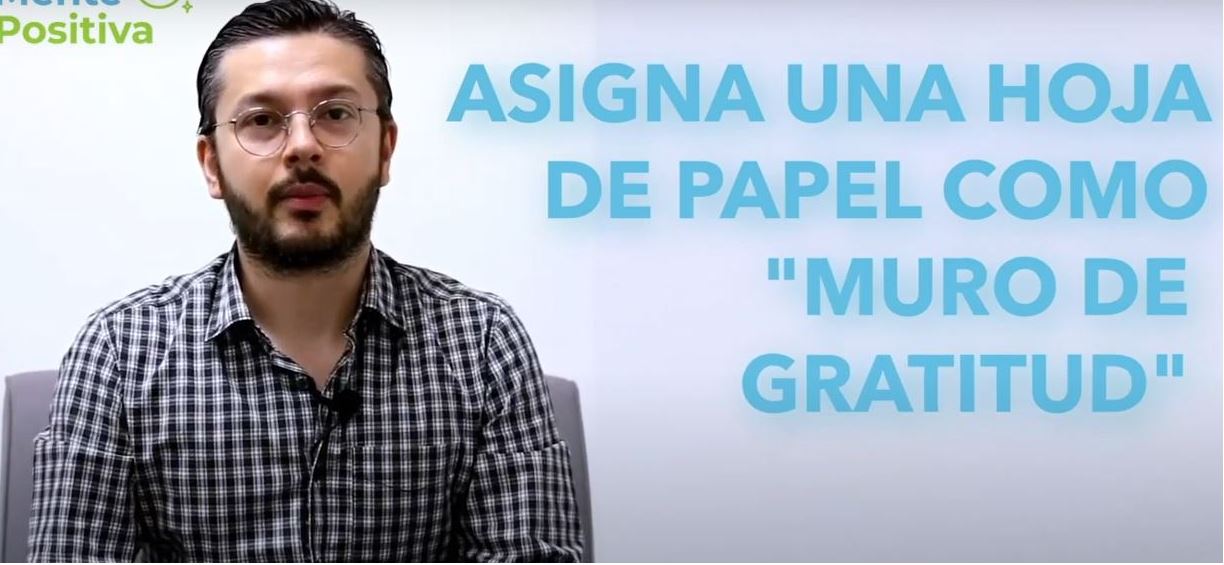 Positiva
ASIGNA UNA HOJA
DE PAPEL COMO
"MURO DE
GRATITUD"